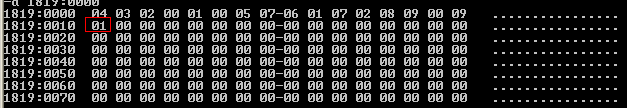 -d 1819:0000
1819:0000 04 03 02 00 01 00 05 07-06 01 07 02 08 09 00 09 ................
1819:0010 01 00 00 00 00 00 00 00-00 00 00 00 00 00 00 00 ................
1819:0020 00 00 00 00 00 00 00 00-00 00 00 00 00 00 00 00 ................
1819:0030 00 00 00 00 00 00 00 00-00 00 00 00 00 00 00 00 ................
1819:0040 00 00 00 00 00 00 00 00-00 00 00 00 00 00 00 00 ................
1819:0050 00 00 00 00 00 00 00 00-00 00 00 00 00 00 00 00 ................
1819:0060 00 00 00 00 00 00 00 00-00 00 00 00 00 00 00 00 ................
1819:0070 00 00 00 00 00 00 00 00-00 00 00 00 00 00 00 00 ................